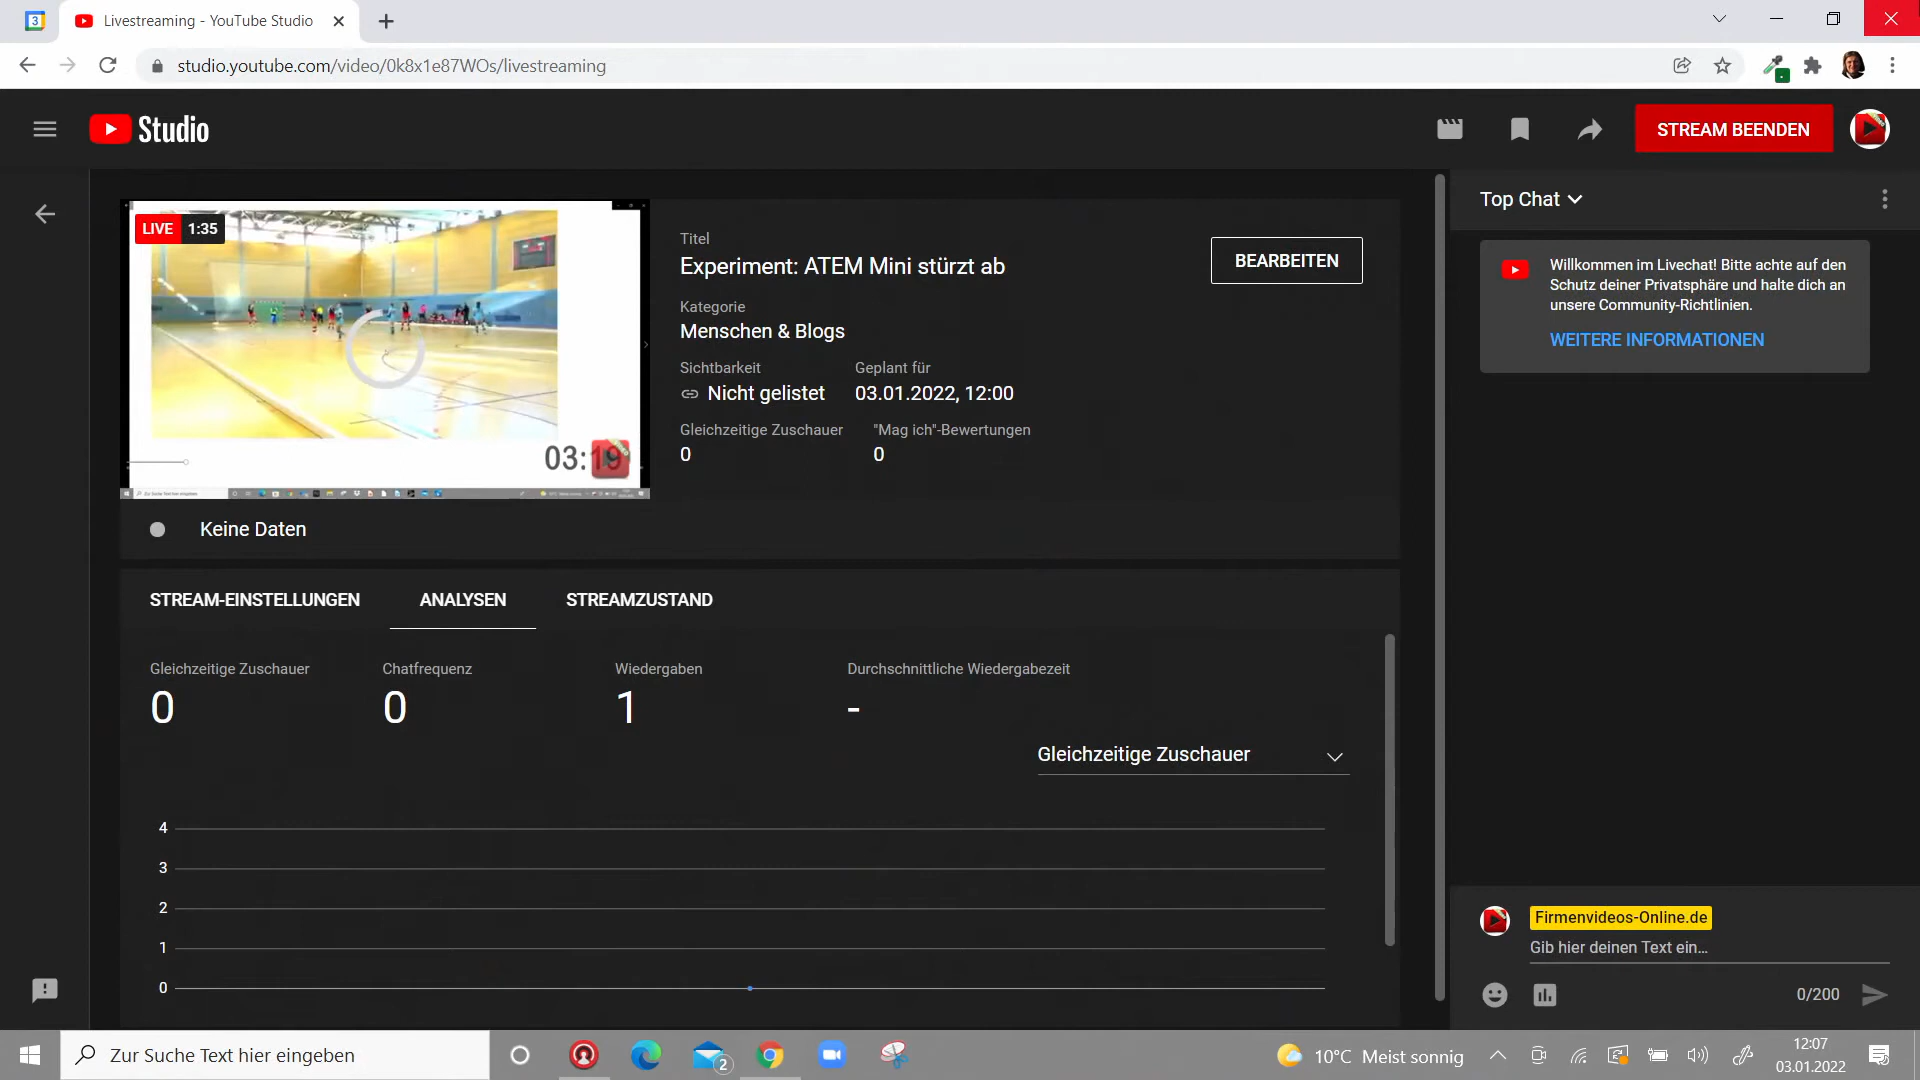 3
Livestreaming - YouTube Studio
studio.youtube.com/video/0k8x1e87WOs/livestreaming
Studio
STREAM BEENDEN
LIVE 1:35
03:19
Titel
Experiment: ATEM Mini stürzt ab
BEARBEITEN
Kategorie
Menschen & Blogs
Sichtbarkeit
Geplant für
Nicht gelistet
03.01.2022, 12:00
Gleichzeitige Zuschauer
"Mag ich"-Bewertungen
0
0
Keine Daten
Top Chat
Willkommen im Livechat! Bitte achte auf den
Schutz deiner Privatsphäre und halte dich an
unsere Community-Richtlinien.
WEITERE INFORMATIONEN
STREAM-EINSTELLUNGEN
ANALYSEN
STREAMZUSTAND
Gleichzeitige Zuschauer
Chatfrequenz
Wiedergaben
Durchschnittliche Wiedergabezeit
0
0
1
-
Gleichzeitige Zuschauer
4
3
2
1
0
Firmenvideos-Online.de
Gib hier deinen Text ein...
0/200
Zur Suche Text hier eingeben
2
10°C Meist sonnig
12:07
03.01.2022